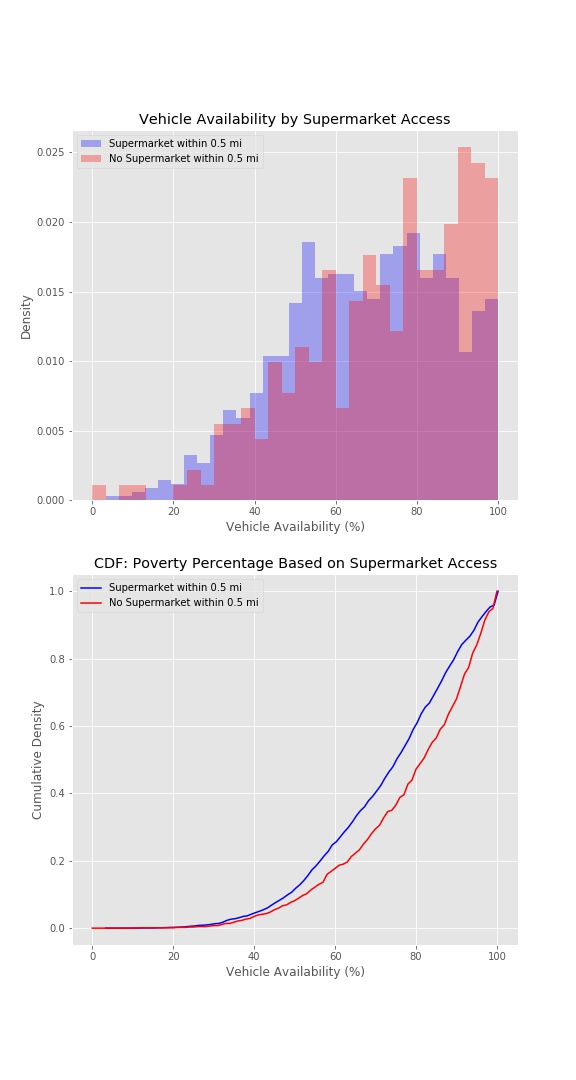 Vehicle Availability by Supermarket Access
Supermarket within 0.5 mi
No Supermarket within 0.5 mi
0.025
0.020
0.015
0.010
0.005
0.000
Density
0 20 40 60 80 100
Vehicle Availability (%)
CDF: Poverty Percentage Based on Supermarket Access
Supermarket within 0.5 mi
No Supermarket within 0.5 mi
1.0
0.8
0.6
0.4
0.2
0.0
Cumulative Density
0 20 40 60 80 100
Vehicle Availability (%)